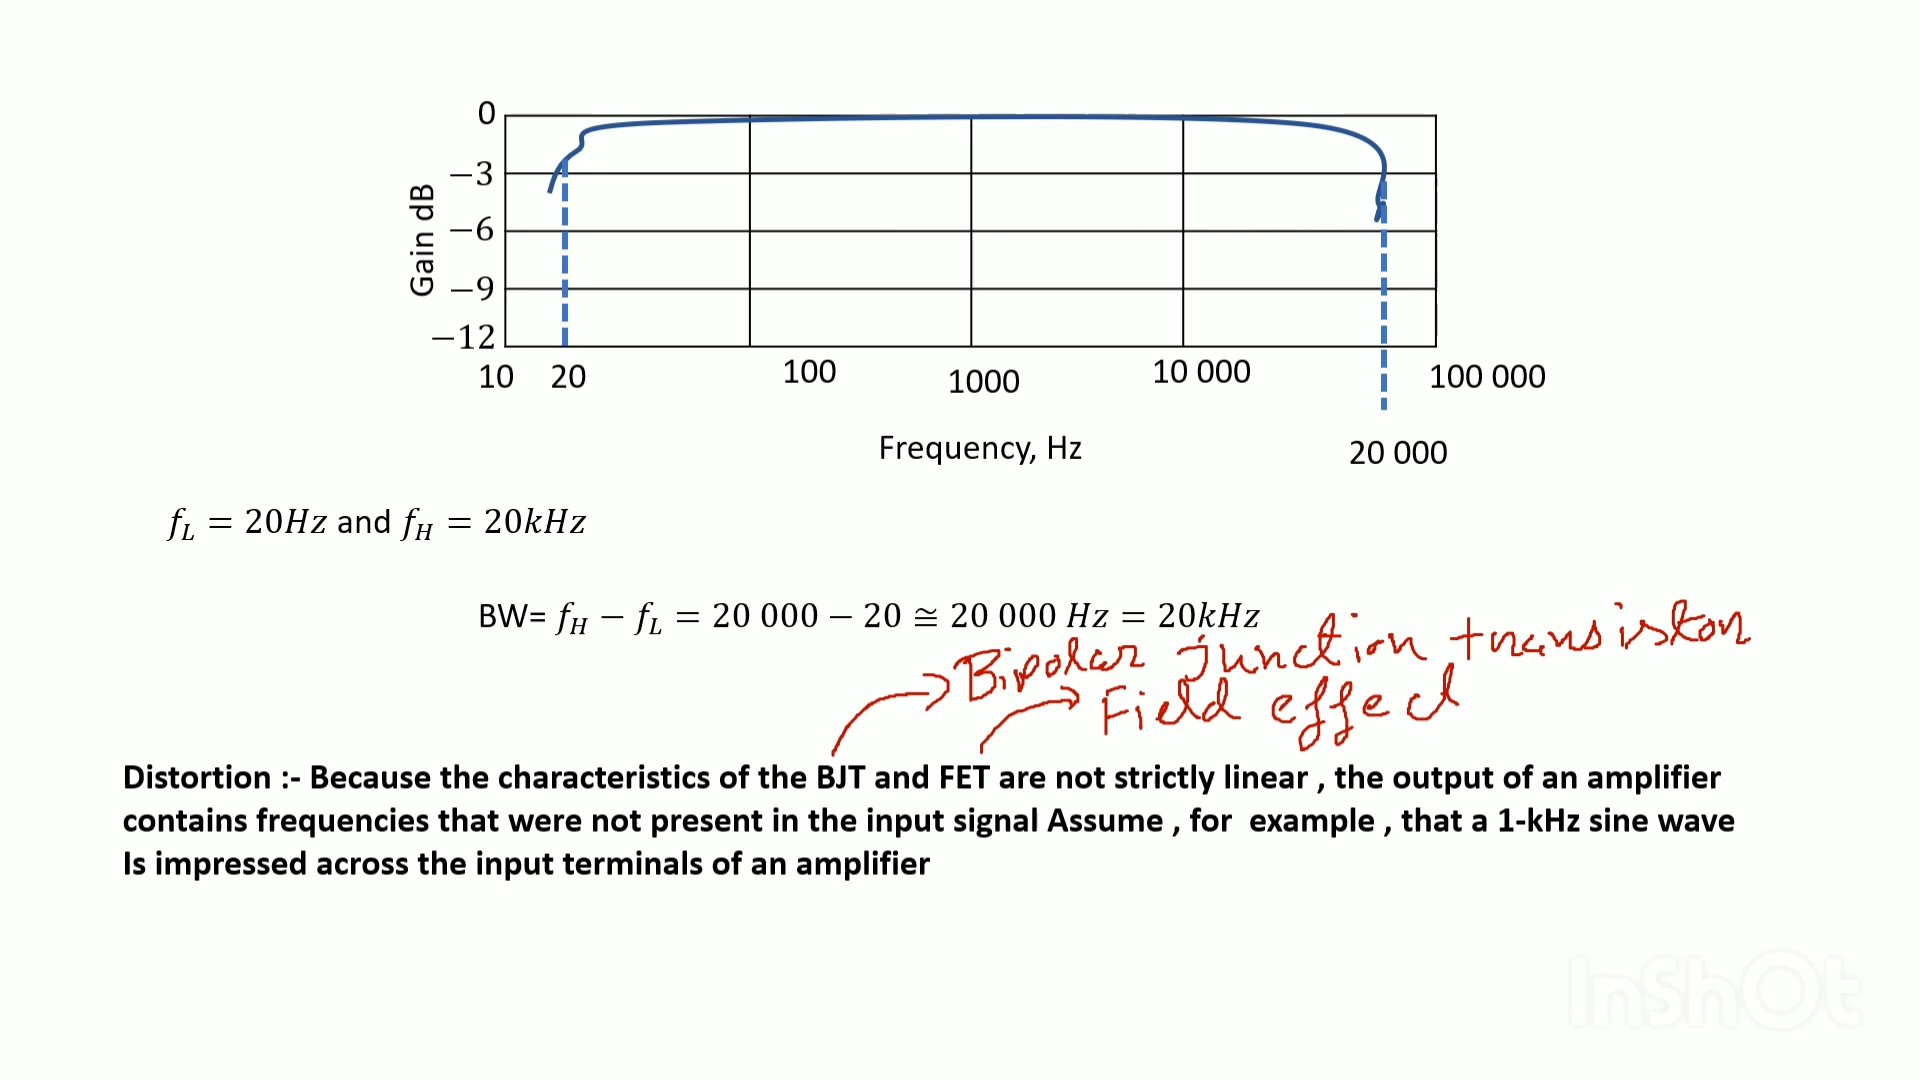 0
−3
−6
−9
−12
Gain dB
10 20 100 1000 10 000 100 000
Frequency, Hz
20 000
f_L = 20Hz and f_H = 20kHz
BW= f_H − f_L = 20 000 − 20 ≅ 20 000 Hz = 20kHz
Bipolar junction transiston
Field effect
Distortion :- Because the characteristics of the BJT and FET are not strictly linear , the output of an amplifier
contains frequencies that were not present in the input signal Assume , for example , that a 1-kHz sine wave
Is impressed across the input terminals of an amplifier
InShOt